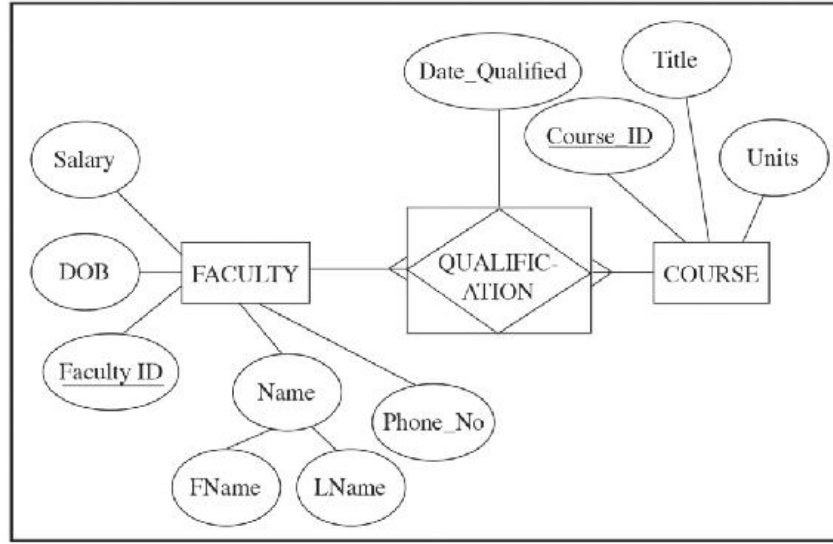 Date_Qualified
Title
Course_ID
Units
Salary
DOB
FACULTY
QUALIFIC-
ATION
COURSE
Faculty ID
Name
Phone_No
FName
LName